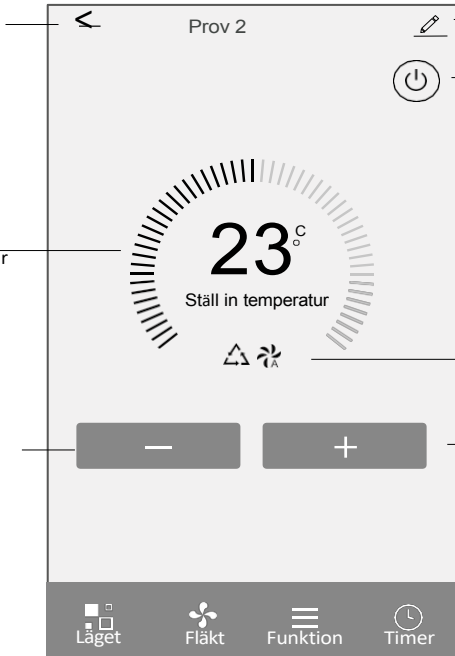 Prov 2
r
23°C
Ställ in temperatur
A
Läget Fläkt Funktion Timer